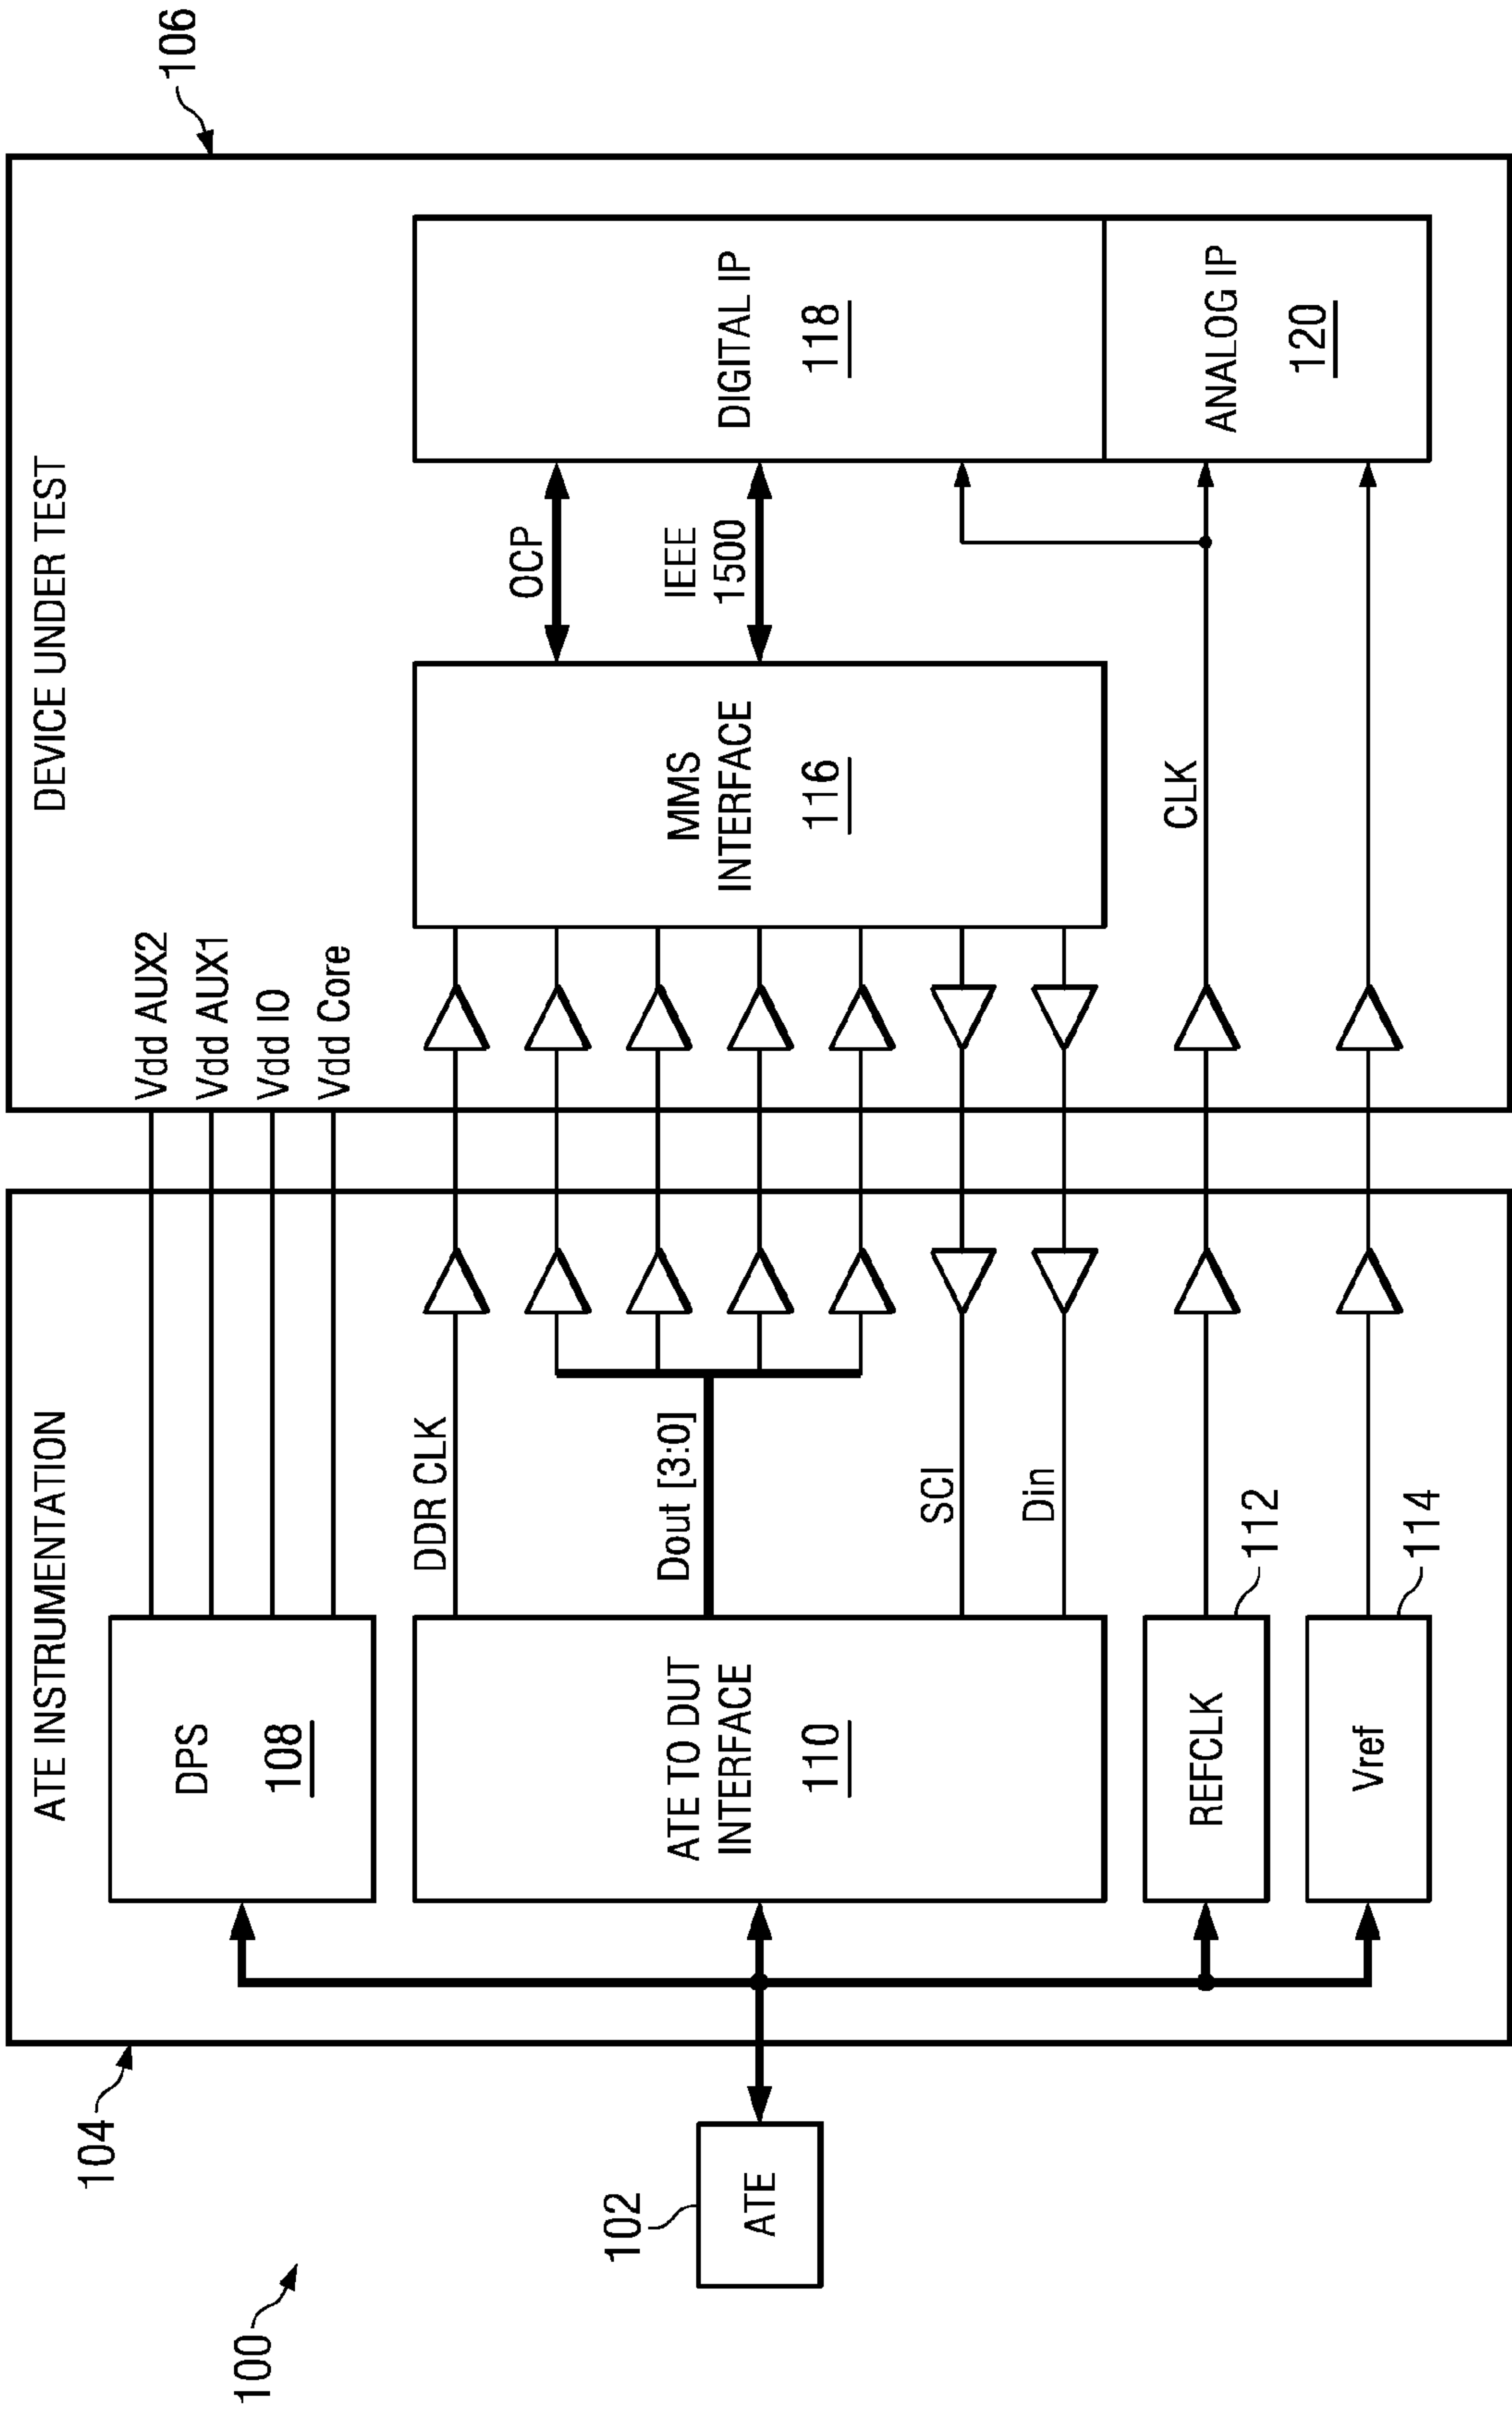 100
102
ATE
104
ATE INSTRUMENTATION
DPS
108
ATE TO DUT
INTERFACE
110
REFCLK
112
Vref
114
DDR CLK
Dout [3:0]
SCI
Din
106
DEVICE UNDER TEST
Vdd AUX2
Vdd AUX1
Vdd IO
Vdd Core
MMS
INTERFACE
116
OCP
IEEE
1500
CLK
DIGITAL IP
118
ANALOG IP
120